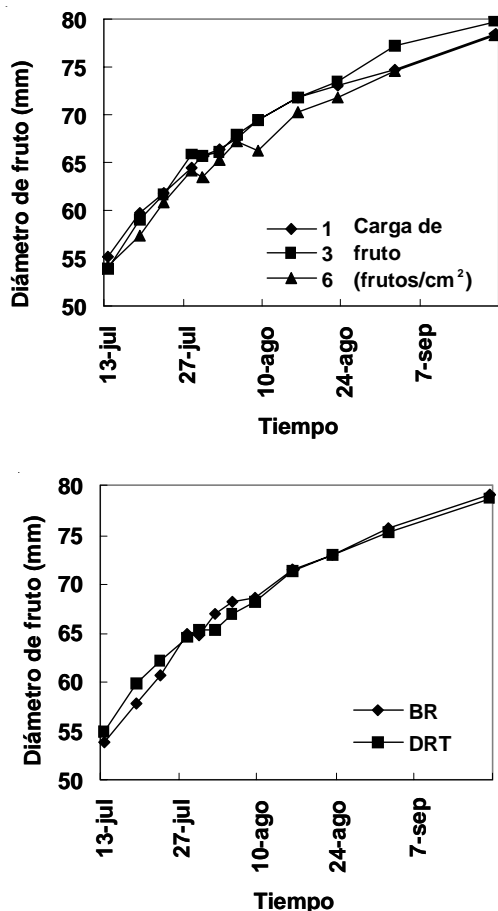 80
75
70
65
60
55
50
Diámetro de fruto (mm)
1 Carga de
3 fruto
6 (frutos/cm²)
13-jul
27-jul
10-ago
24-ago
7-sep
Tiempo
80
75
70
65
60
55
50
Diámetro de fruto (mm)
BR
DRT
13-jul
27-jul
10-ago
24-ago
7-sep
Tiempo